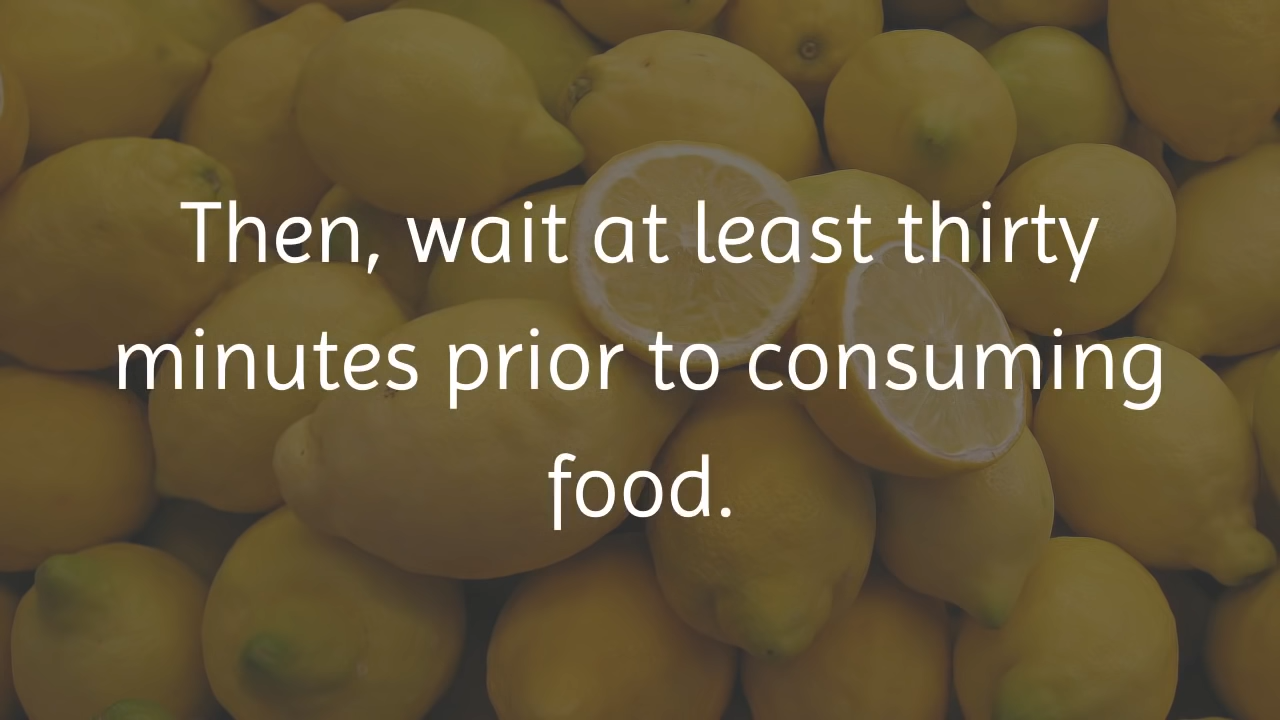 Then, wait at least thirty
minutes prior to consuming
food.